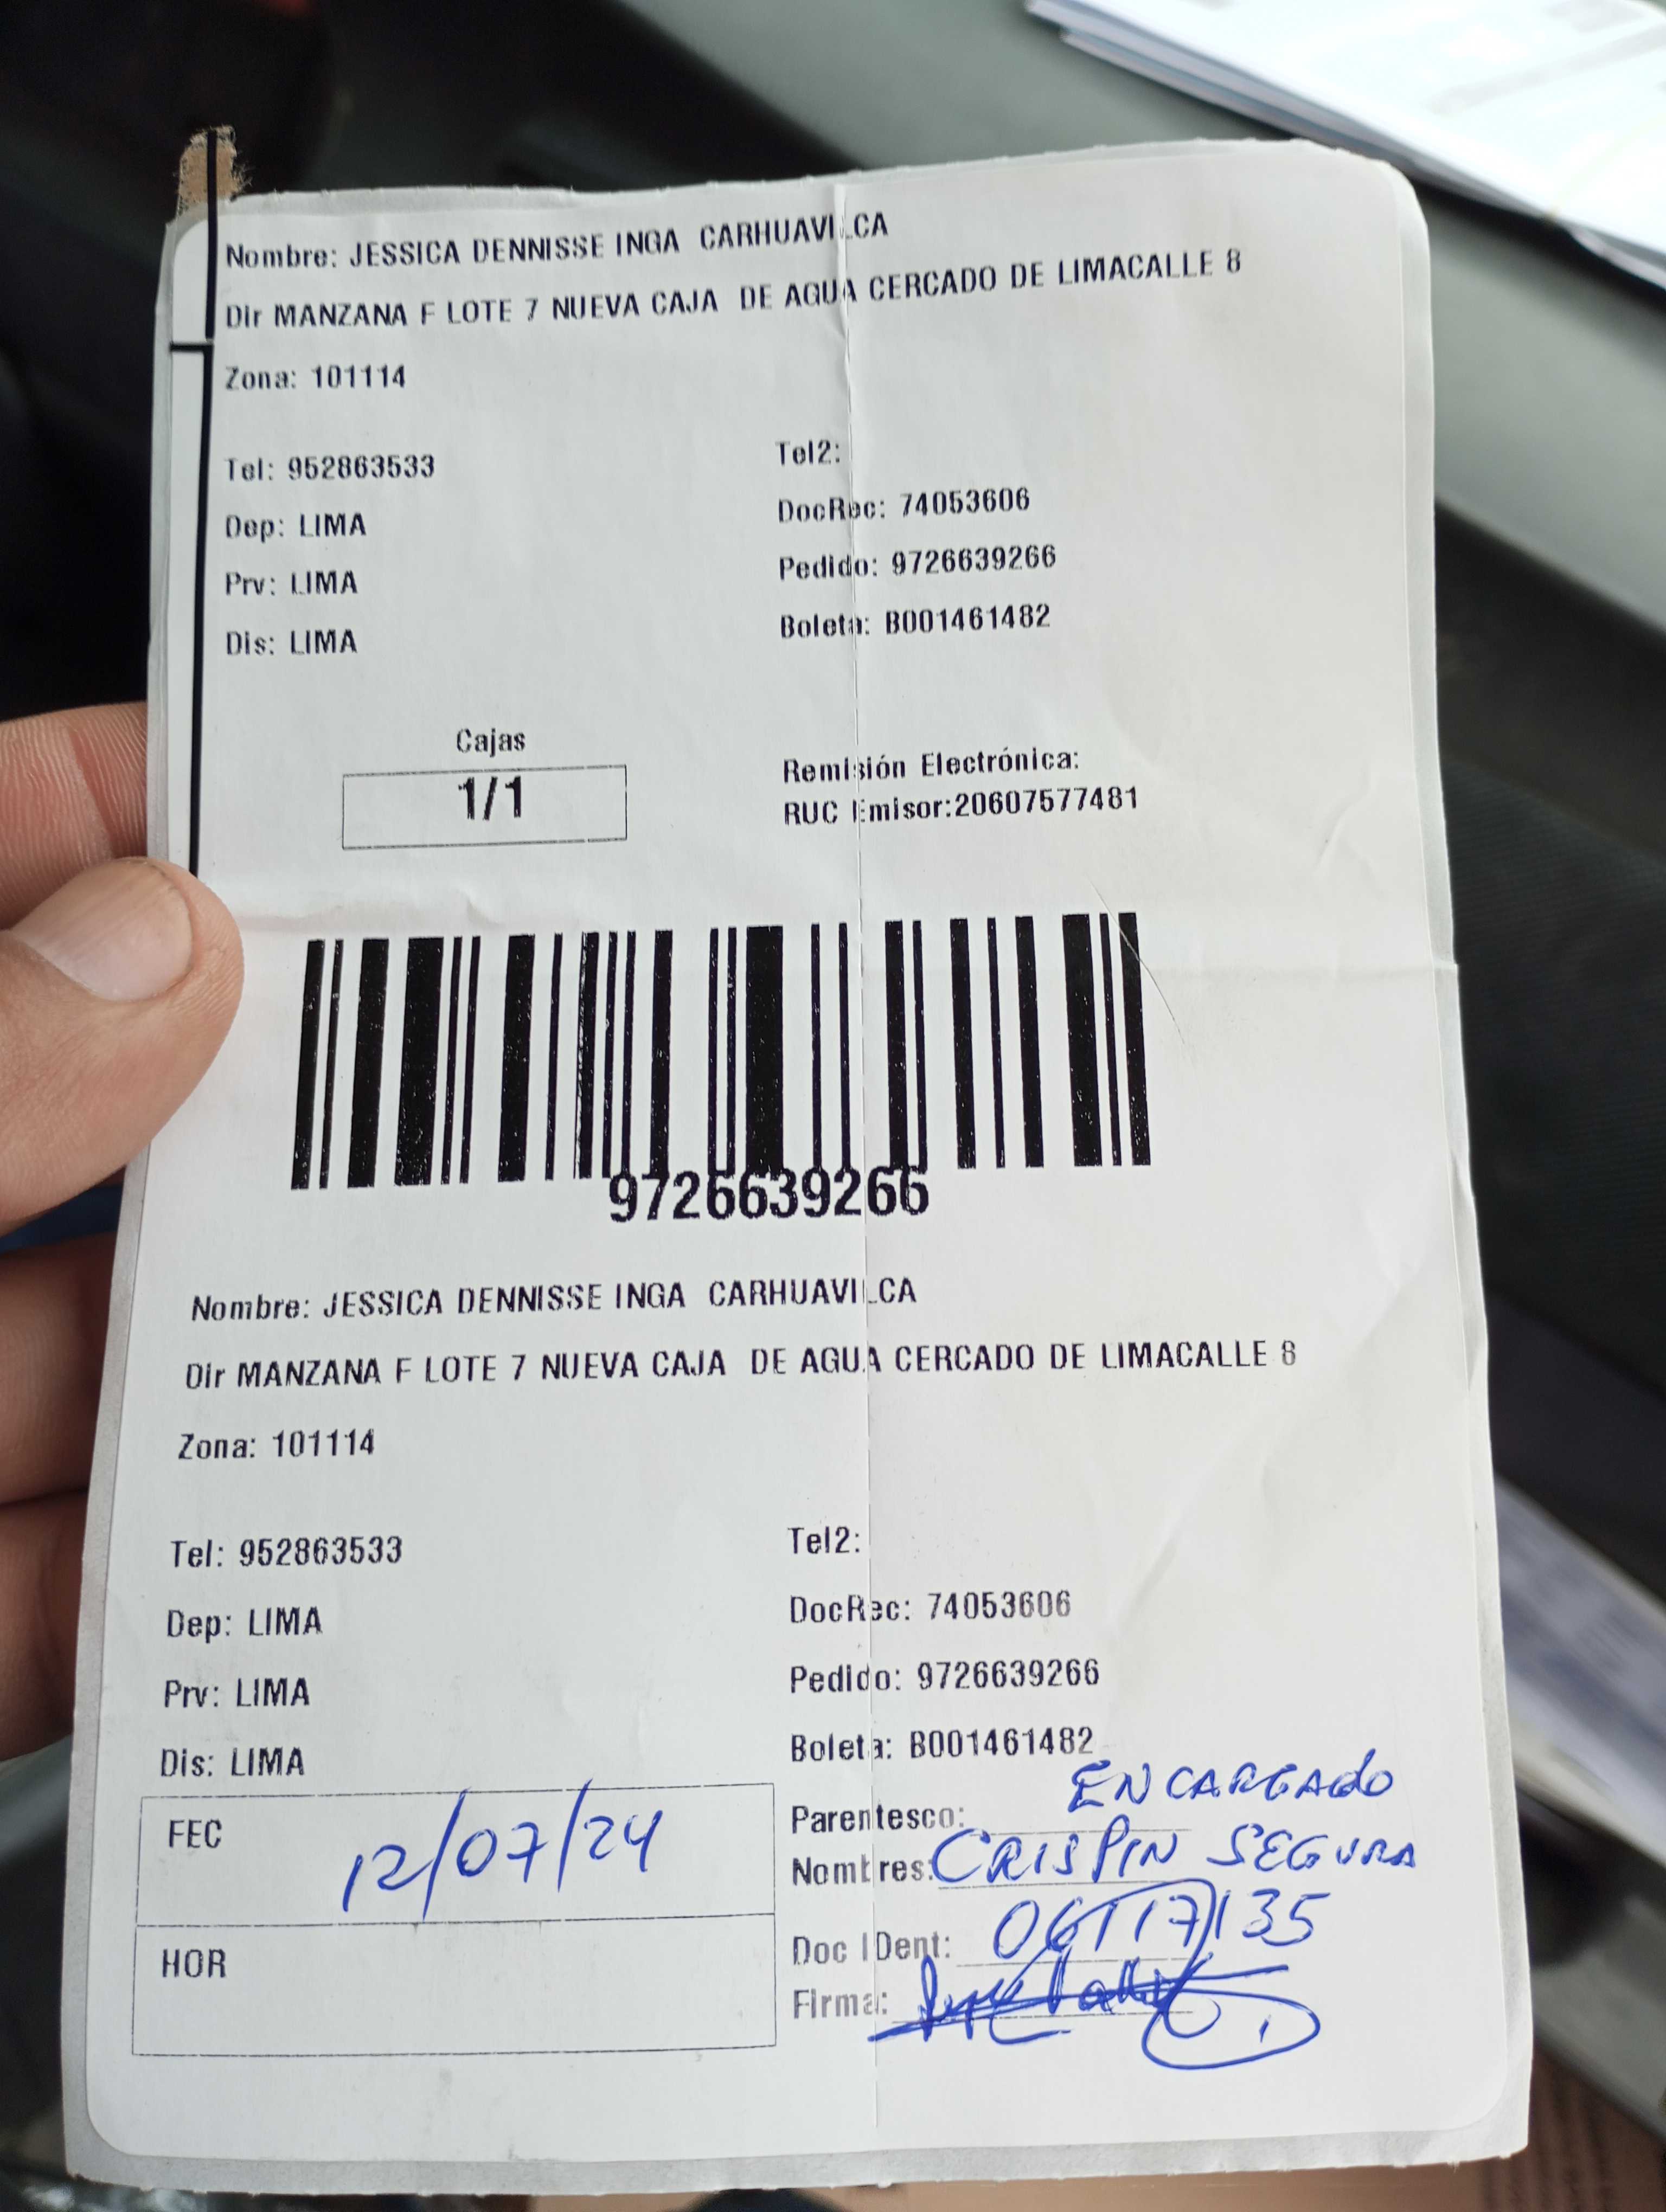 Nombre: JESSICA DENNISSE INGA CARHUAVILCA
Dir MANZANA F LOTE 7 NUEVA CAJA DE AGUA CERCADO DE LIMACALLE 8
Zona: 101114
Tel: 952863533
Tel2:
Dep: LIMA
DocRec: 74053606
Prv: LIMA
Pedido: 9726639266
Dis: LIMA
Boleta: B001461482
Cajas
1/1
Remisión Electrónica:
RUC Emisor:20607577481
9726639266
Nombre: JESSICA DENNISSE INGA CARHUAVILCA
Dir MANZANA F LOTE 7 NUEVA CAJA DE AGUA CERCADO DE LIMACALLE 8
Zona: 101114
Tel: 952863533
Tel2:
Dep: LIMA
DocRec: 74053606
Prv: LIMA
Pedido: 9726639266
Dis: LIMA
Boleta: B001461482
FEC 12/07/24
Parentesco: ENCARGADO
Nombres: CRISPIN SEGURA
HOR
Doc IDent:
Firma: